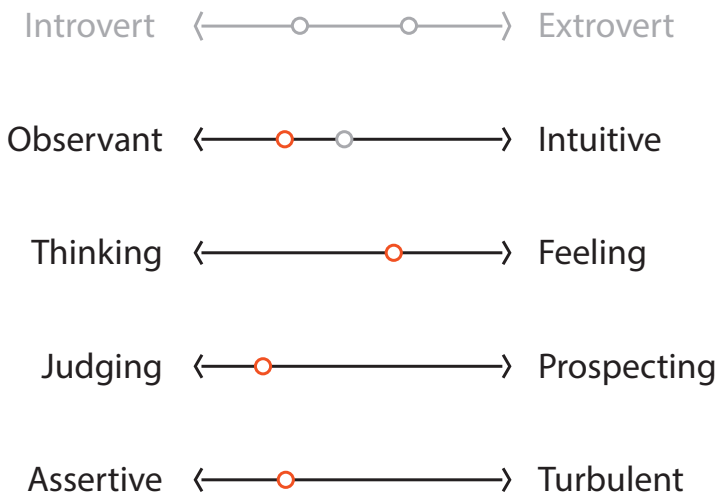 Introvert Extrovert
Observant Intuitive
Thinking Feeling
Judging Prospecting
Assertive Turbulent